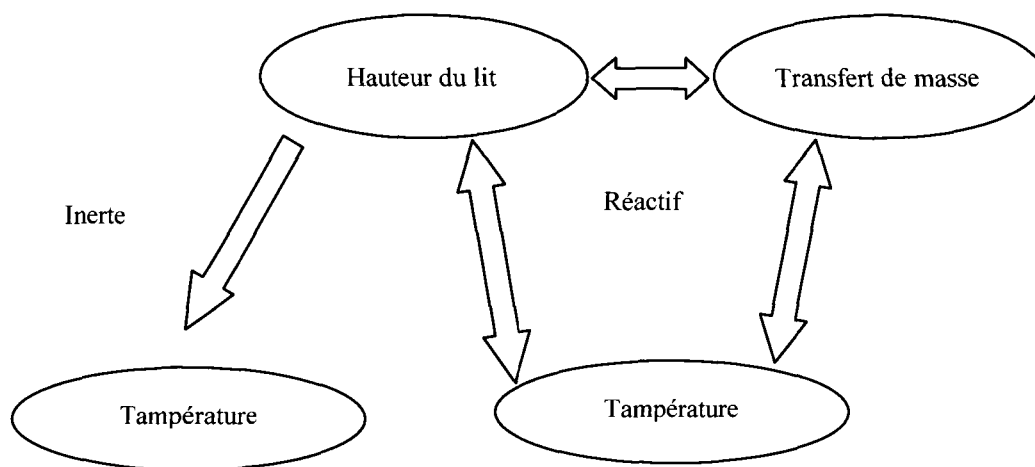 Hauteur du lit
Transfert de masse
Inerte
Réactif
Tampérature
Tampérature